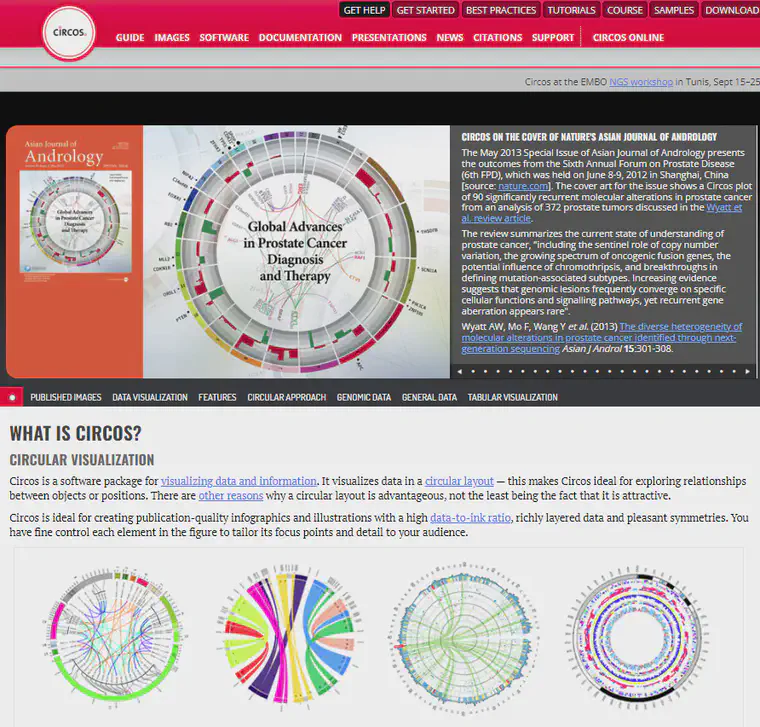 GET HELP GET STARTED BEST PRACTICES TUTORIALS COURSE SAMPLES DOWNLOAD
CIRCOS
GUIDE IMAGES SOFTWARE DOCUMENTATION PRESENTATIONS NEWS CITATIONS SUPPORT CIRCOS ONLINE
Circos at the EMBO NGS workshop in Tunis, Sept 15–25
Asian Journal of
Andrology
Global Advances
in Prostate Cancer
Diagnosis
and Therapy
Global Advances
in Prostate Cancer
Diagnosis
and Therapy
CIRCOS ON THE COVER OF NATURE'S ASIAN JOURNAL OF ANDROLOGY
The May 2013 Special Issue of Asian Journal of Andrology presents
the outcomes from the Sixth Annual Forum on Prostate Disease
(6th FPD), which was held on June 8-9, 2012 in Shanghai, China
[source: nature.com]. The cover art for the issue shows a Circos plot
of 90 significantly recurrent molecular alterations in prostate cancer
from an analysis of 372 prostate tumors discussed in the Wyatt et
al. review article.
The review summarizes the current state of understanding of
prostate cancer, "including the sentinel role of copy number
variation, the growing spectrum of oncogenic fusion genes, the
potential influence of chromothripsis, and breakthroughs in
defining mutation-associated subtypes. Increasing evidence
suggests that genomic lesions frequently converge on specific
cellular functions and signalling pathways, yet recurrent gene
aberration appears rare".
Wyatt AW, Mo F, Wang Y et al. (2013) The diverse heterogeneity of
molecular alterations in prostate cancer identified through next-
generation sequencing Asian J Androl 15:301-308.
PUBLISHED IMAGES DATA VISUALIZATION FEATURES CIRCULAR APPROACH GENOMIC DATA GENERAL DATA TABULAR VISUALIZATION
WHAT IS CIRCOS?
CIRCULAR VISUALIZATION
Circos is a software package for visualizing data and information. It visualizes data in a circular layout — this makes Circos ideal for exploring relationships
between objects or positions. There are other reasons why a circular layout is advantageous, not the least being the fact that it is attractive.
Circos is ideal for creating publication-quality infographics and illustrations with a high data-to-ink ratio, richly layered data and pleasant symmetries. You
have fine control each element in the figure to tailor its focus points and detail to your audience.